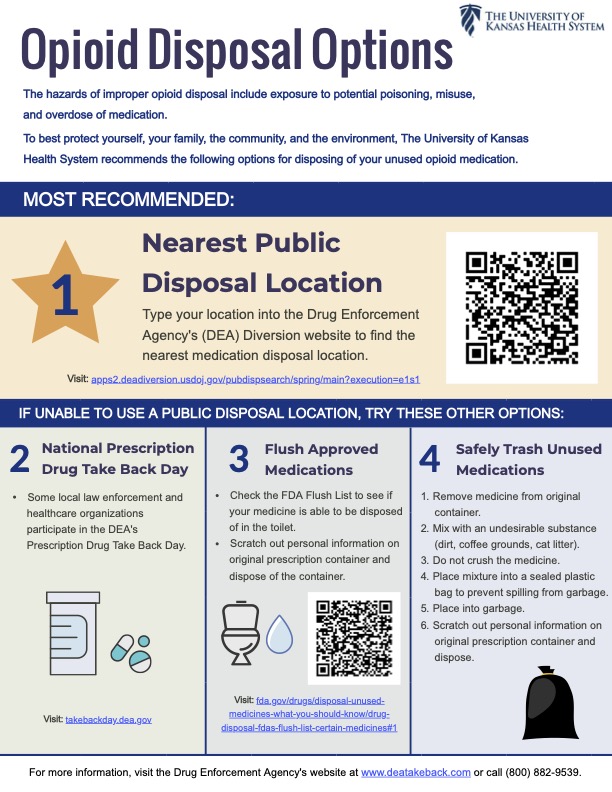 THE UNIVERSITY OF
KANSAS HEALTH SYSTEM
Opioid Disposal Options
The hazards of improper opioid disposal include exposure to potential poisoning, misuse,
and overdose of medication.
To best protect yourself, your family, the community, and the environment, The University of Kansas
Health System recommends the following options for disposing of your unused opioid medication.
MOST RECOMMENDED:
1
Nearest Public
Disposal Location
Type your location into the Drug Enforcement
Agency's (DEA) Diversion website to find the
nearest medication disposal location.
Visit: apps2.deadiversion.usdoj.gov/pubdispsearch/spring/main?execution=e1s1
IF UNABLE TO USE A PUBLIC DISPOSAL LOCATION, TRY THESE OTHER OPTIONS:
2
National Prescription
Drug Take Back Day
• Some local law enforcement and
healthcare organizations
participate in the DEA's
Prescription Drug Take Back Day.
Visit: takebackday.dea.gov
3
Flush Approved
Medications
• Check the FDA Flush List to see if
your medicine is able to be disposed
of in the toilet.
• Scratch out personal information on
original prescription container and
dispose of the container.
Visit: fda.gov/drugs/disposal-unused-
medicines-what-you-should-know/drug-
disposal-fdas-flush-list-certain-medicines#1
4
Safely Trash Unused
Medications
1. Remove medicine from original
container.
2. Mix with an undesirable substance
(dirt, coffee grounds, cat litter).
3. Do not crush the medicine.
4. Place mixture into a sealed plastic
bag to prevent spilling from garbage.
5. Place into garbage.
6. Scratch out personal information on
original prescription container and
dispose.
For more information, visit the Drug Enforcement Agency's website at www.deatakeback.com or call (800) 882-9539.